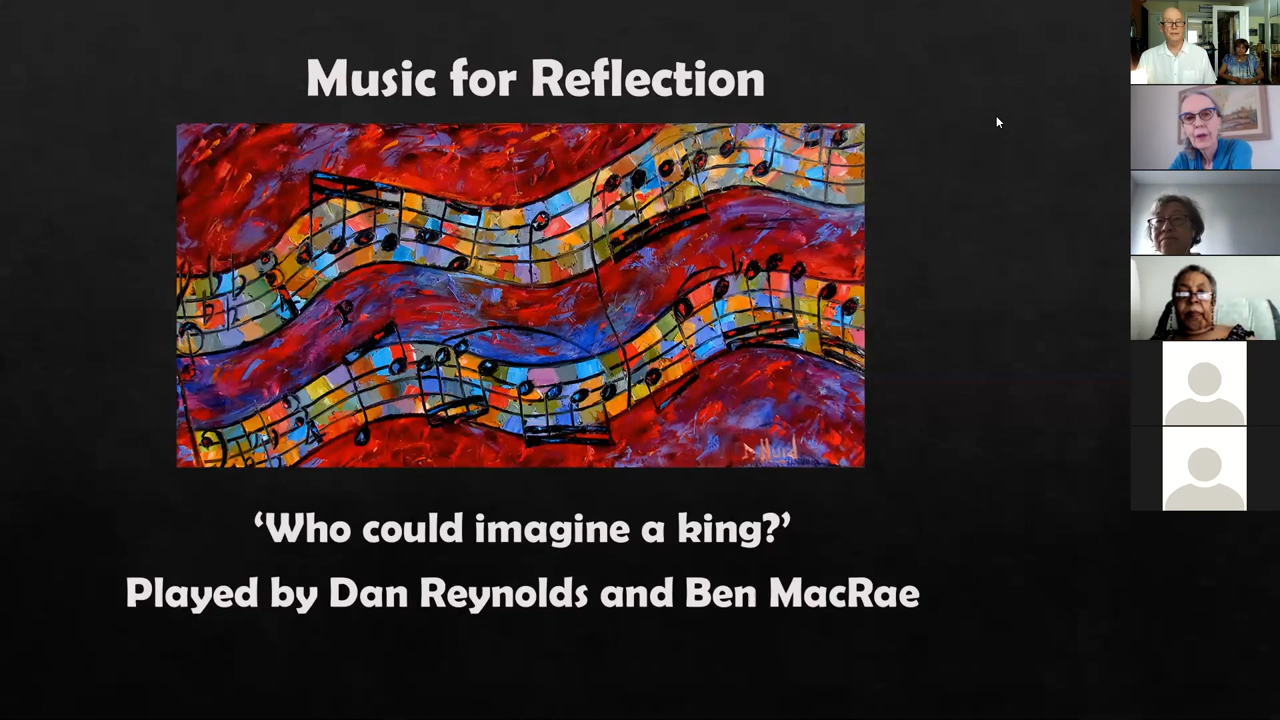 Music for Reflection
‘Who could imagine a king?’
Played by Dan Reynolds and Ben MacRae